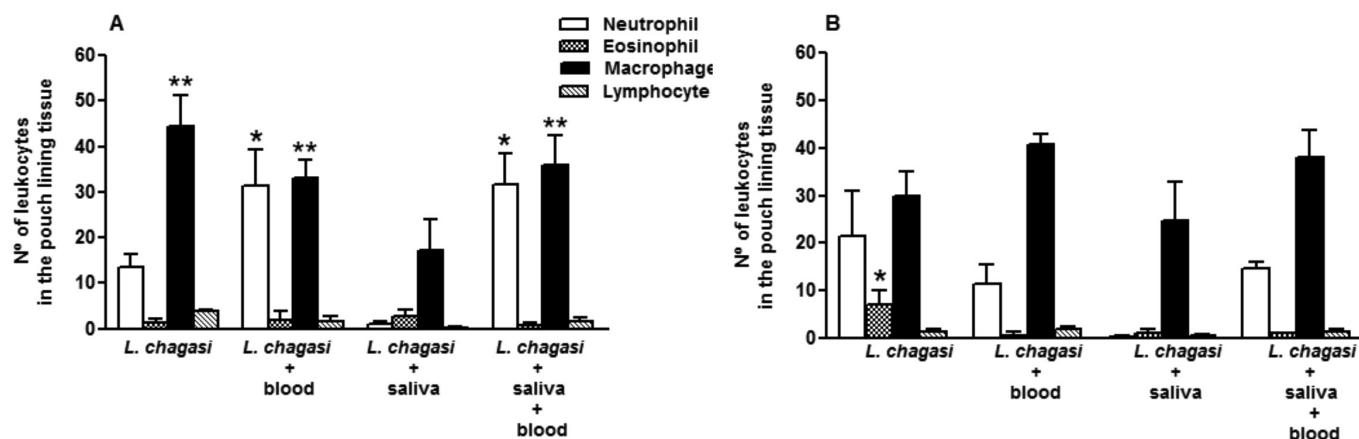 A
Neutrophil
Eosinophil
Macrophage
Lymphocyte
Nº of leukocytes
in the pouch lining tissue
60
50
40
30
20
10
0
**
*
**
*
**
L. chagasi
L. chagasi
+
blood
L. chagasi
+
saliva
L. chagasi
+
saliva
+
blood
B
Nº of leukocytes
in the pouch lining tissue
60
50
40
30
20
10
0
*
L. chagasi
L. chagasi
+
blood
L. chagasi
+
saliva
L. chagasi
+
saliva
+
blood